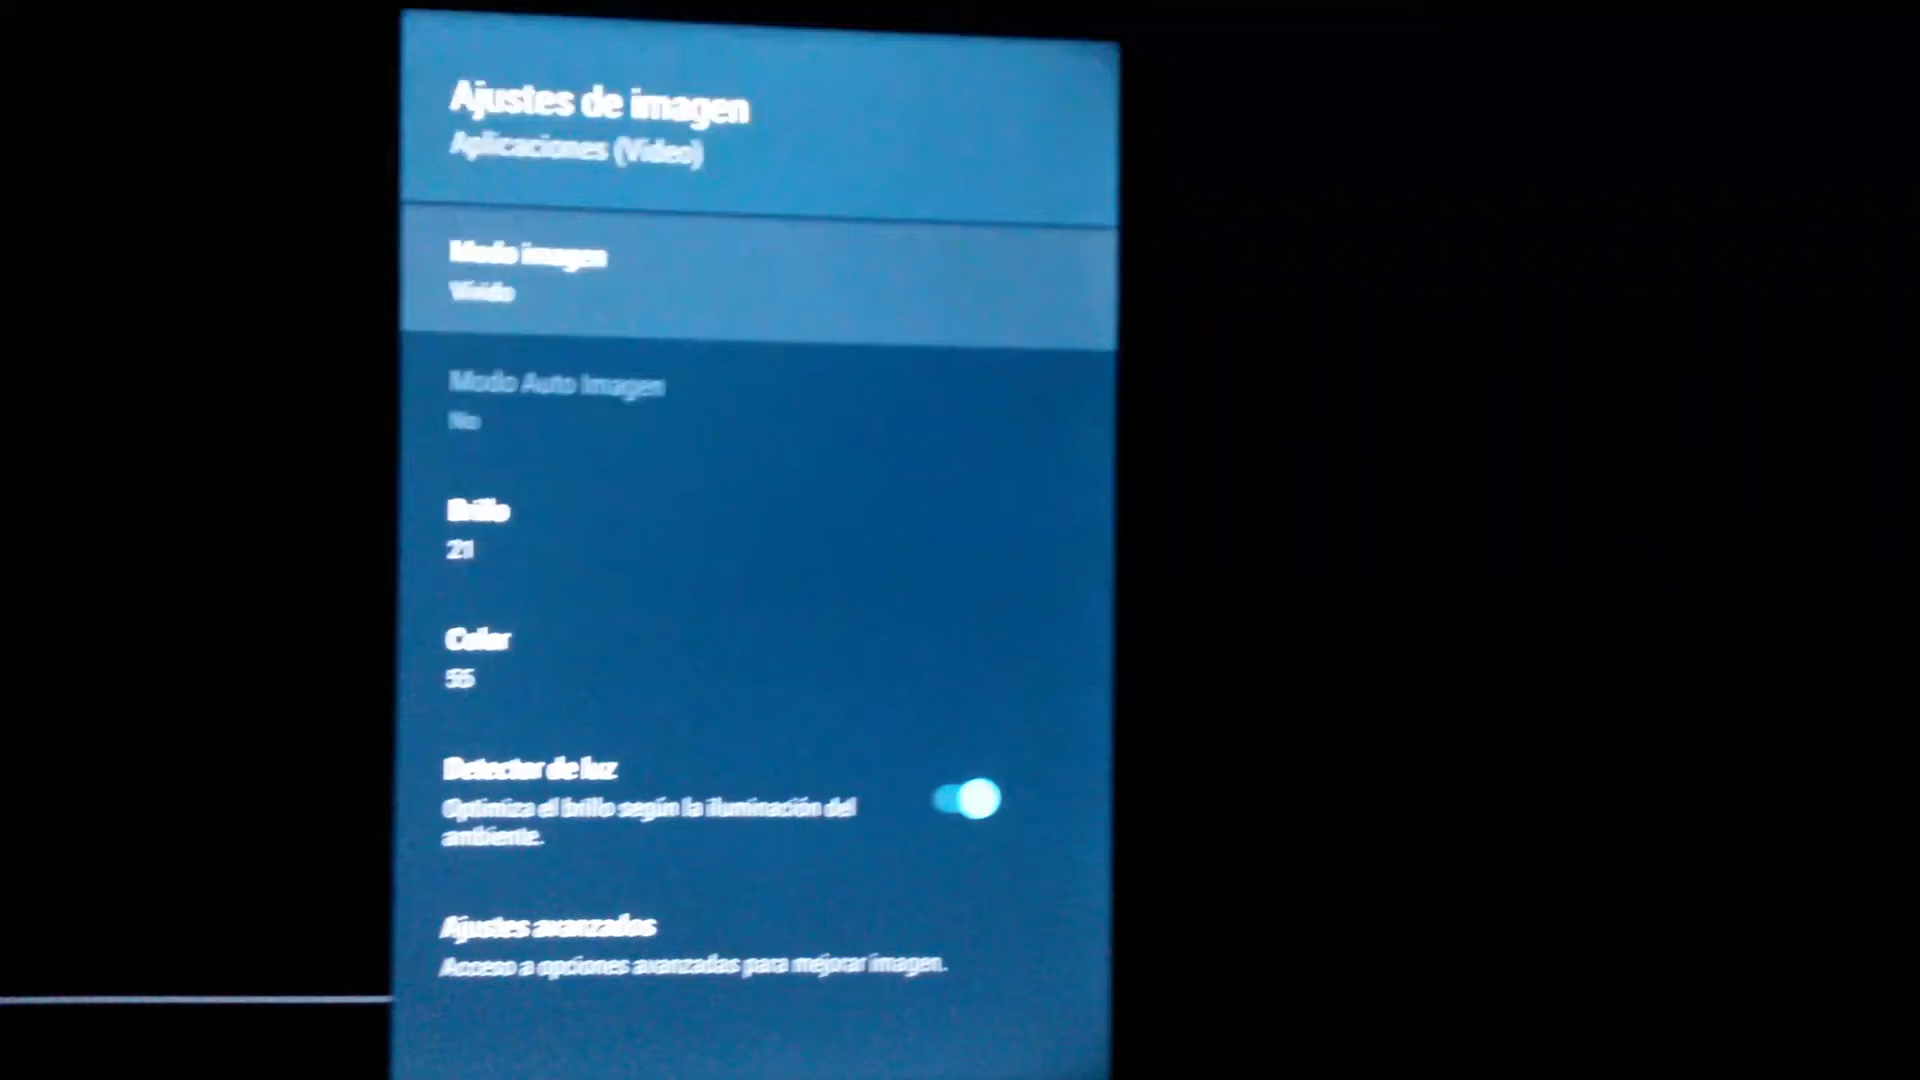 Ajustes de imagen
Aplicaciones (Vídeo)
Modo imagen
Vívido
Modo Auto Imagen
No
Brillo
21
Color
55
Detector de luz
Optimiza el brillo según la iluminación del
ambiente.
Ajustes avanzados
Acceso a opciones avanzadas para mejorar imagen.